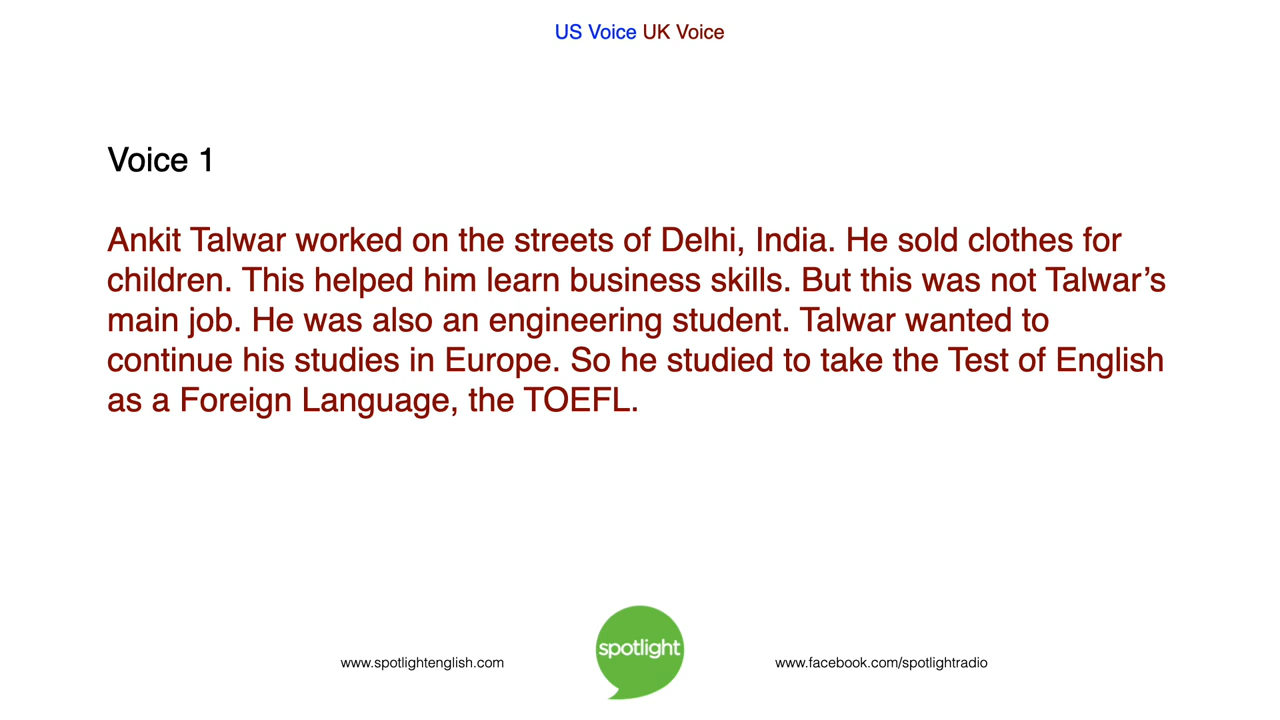 US Voice UK Voice
Voice 1
Ankit Talwar worked on the streets of Delhi, India. He sold clothes for
children. This helped him learn business skills. But this was not Talwar’s
main job. He was also an engineering student. Talwar wanted to
continue his studies in Europe. So he studied to take the Test of English
as a Foreign Language, the TOEFL.
spotlight
www.spotlightenglish.com
www.facebook.com/spotlightradio